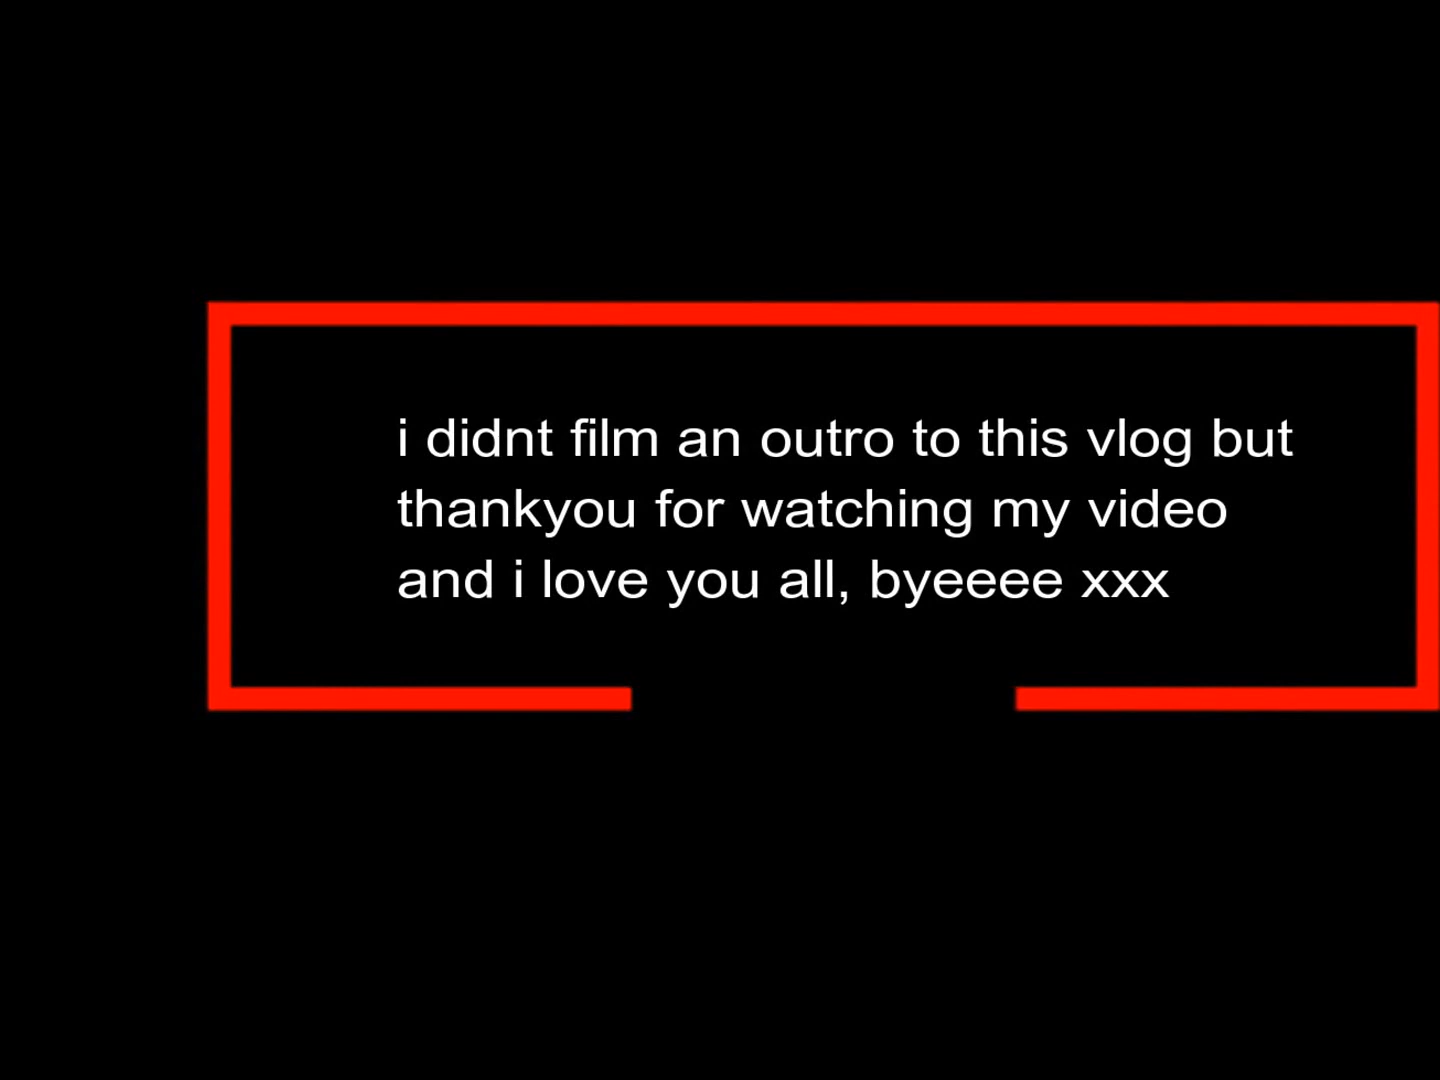 i didnt film an outro to this vlog but
thankyou for watching my video
and i love you all, byeeee xxx